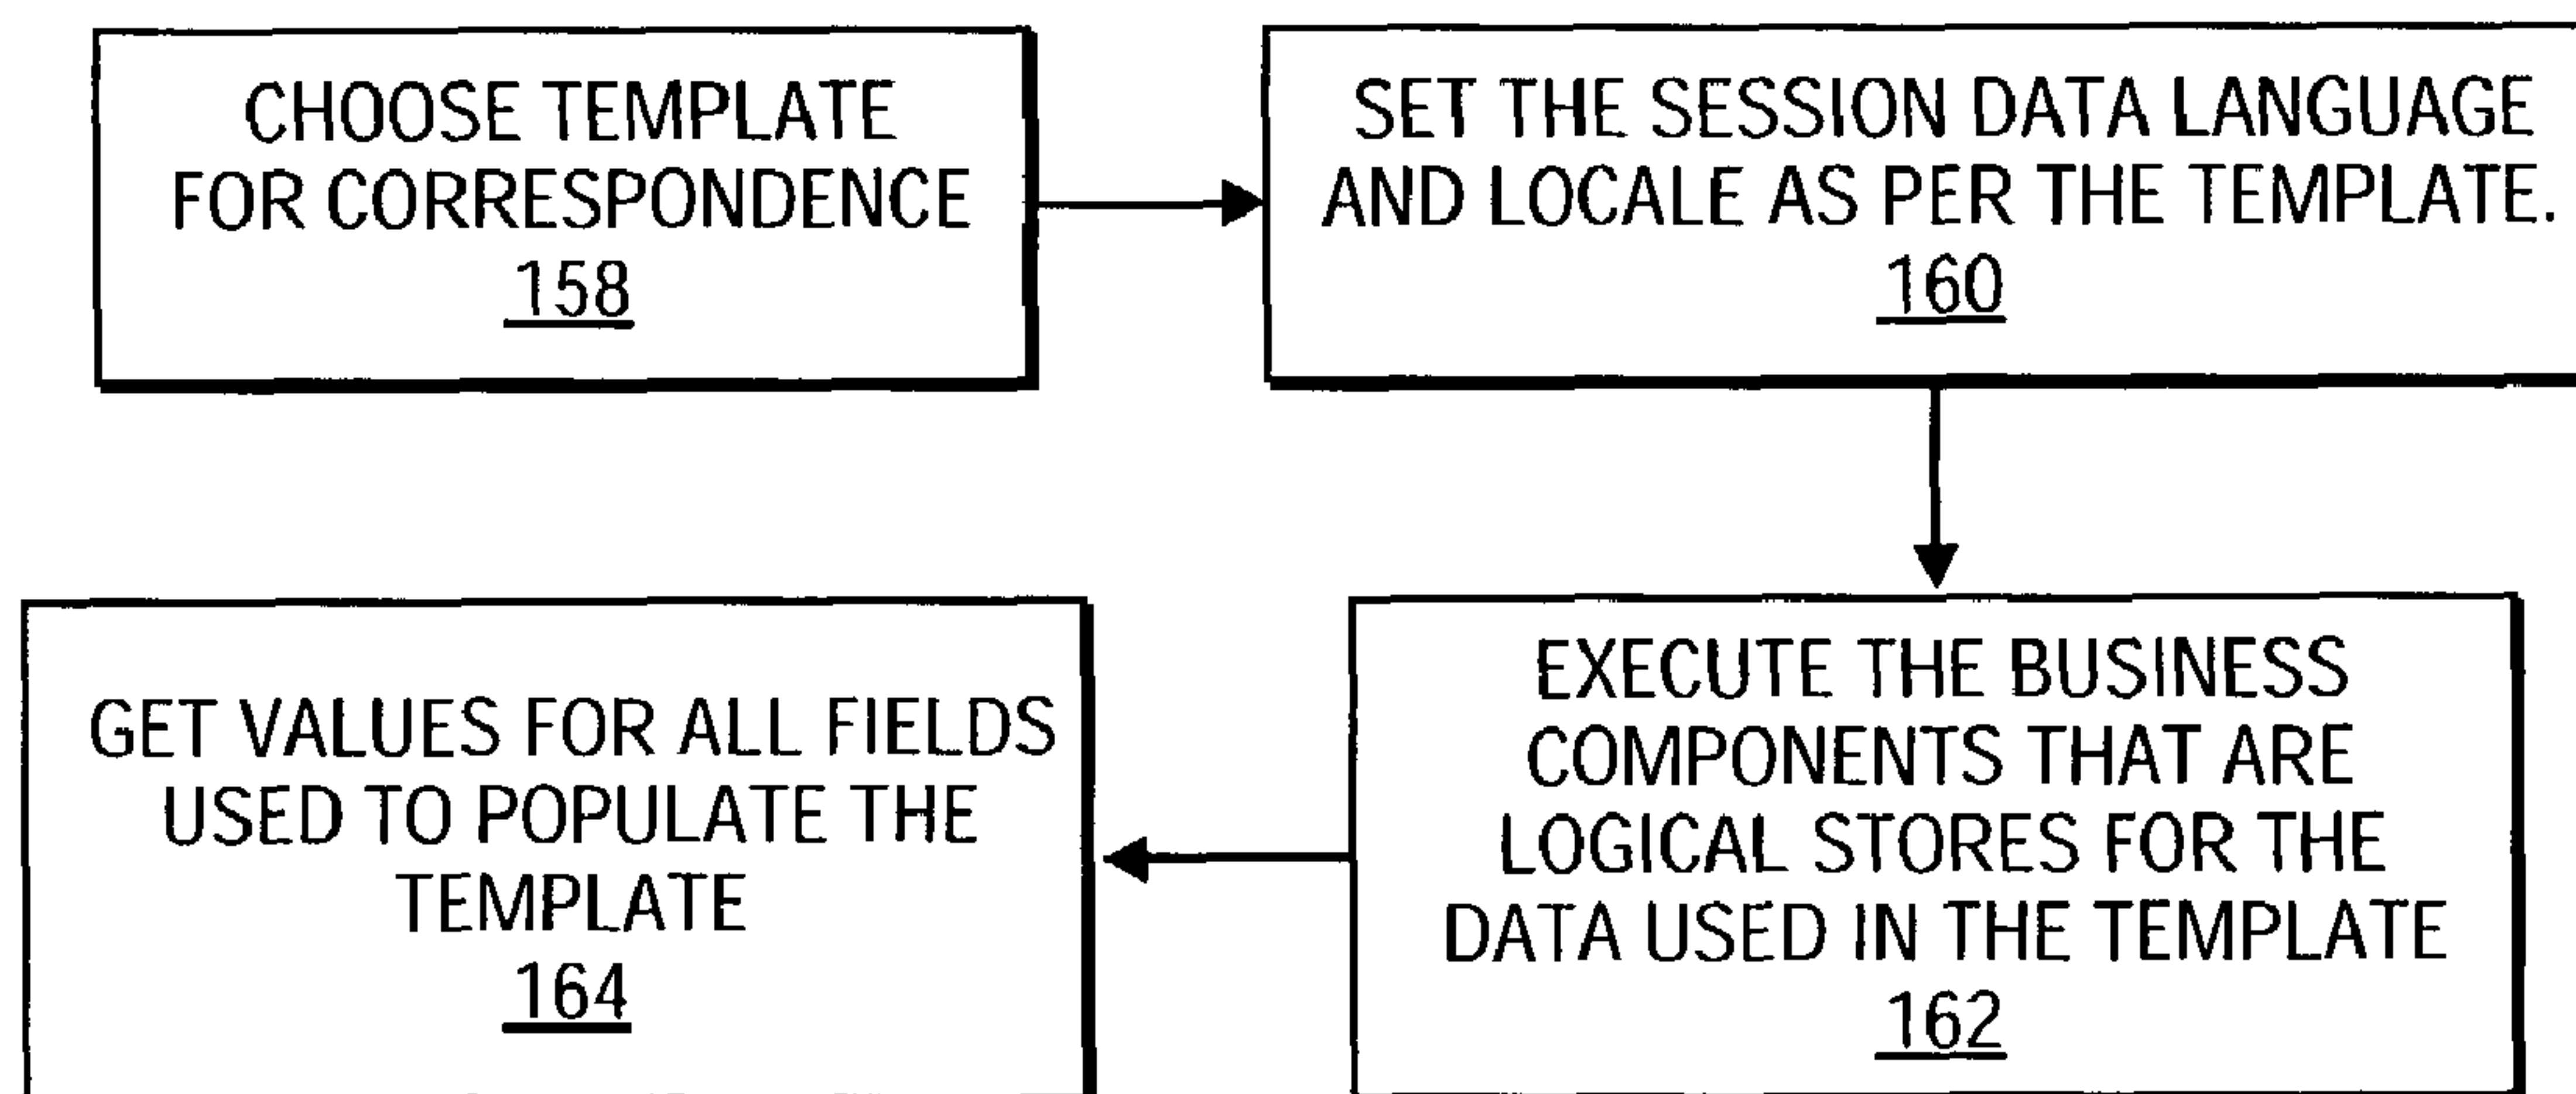 CHOOSE TEMPLATE
FOR CORRESPONDENCE
158
SET THE SESSION DATA LANGUAGE
AND LOCALE AS PER THE TEMPLATE.
160
EXECUTE THE BUSINESS
COMPONENTS THAT ARE
LOGICAL STORES FOR THE
DATA USED IN THE TEMPLATE
162
GET VALUES FOR ALL FIELDS
USED TO POPULATE THE
TEMPLATE
164